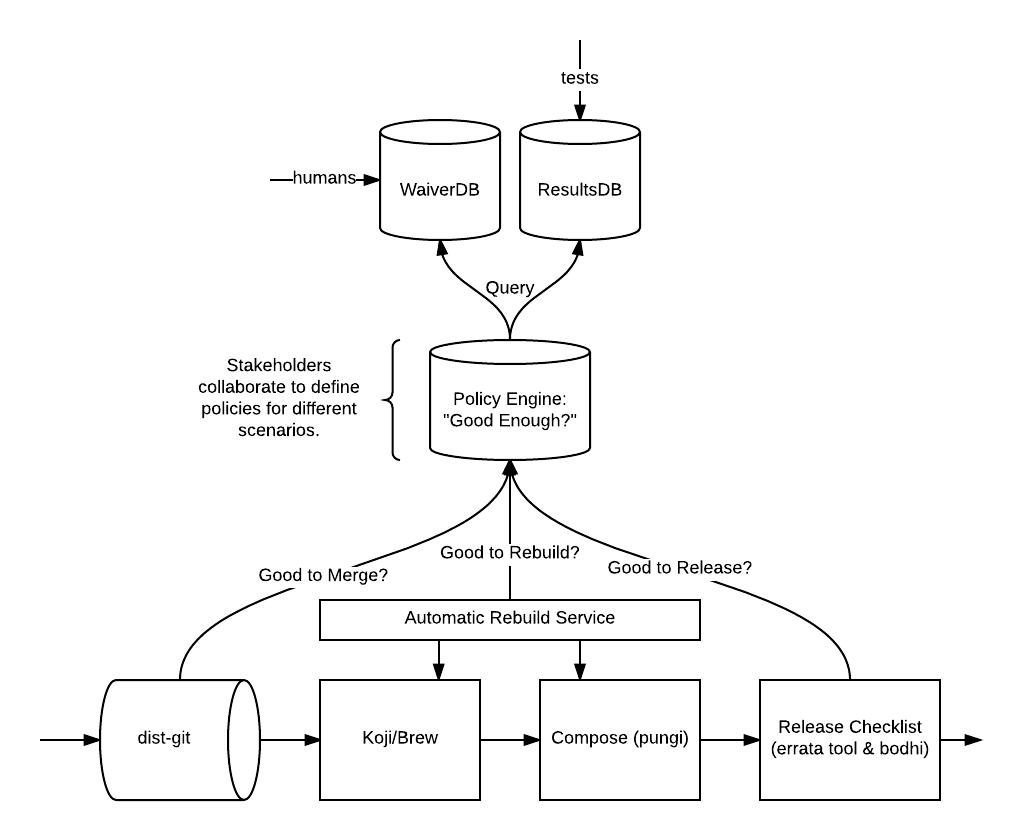 tests
humans
WaiverDB
ResultsDB
Query
Stakeholders
collaborate to define
policies for different
scenarios.
Policy Engine:
"Good Enough?"
Good to Merge?
Good to Rebuild?
Good to Release?
Automatic Rebuild Service
dist-git
Koji/Brew
Compose (pungi)
Release Checklist
(errata tool & bodhi)